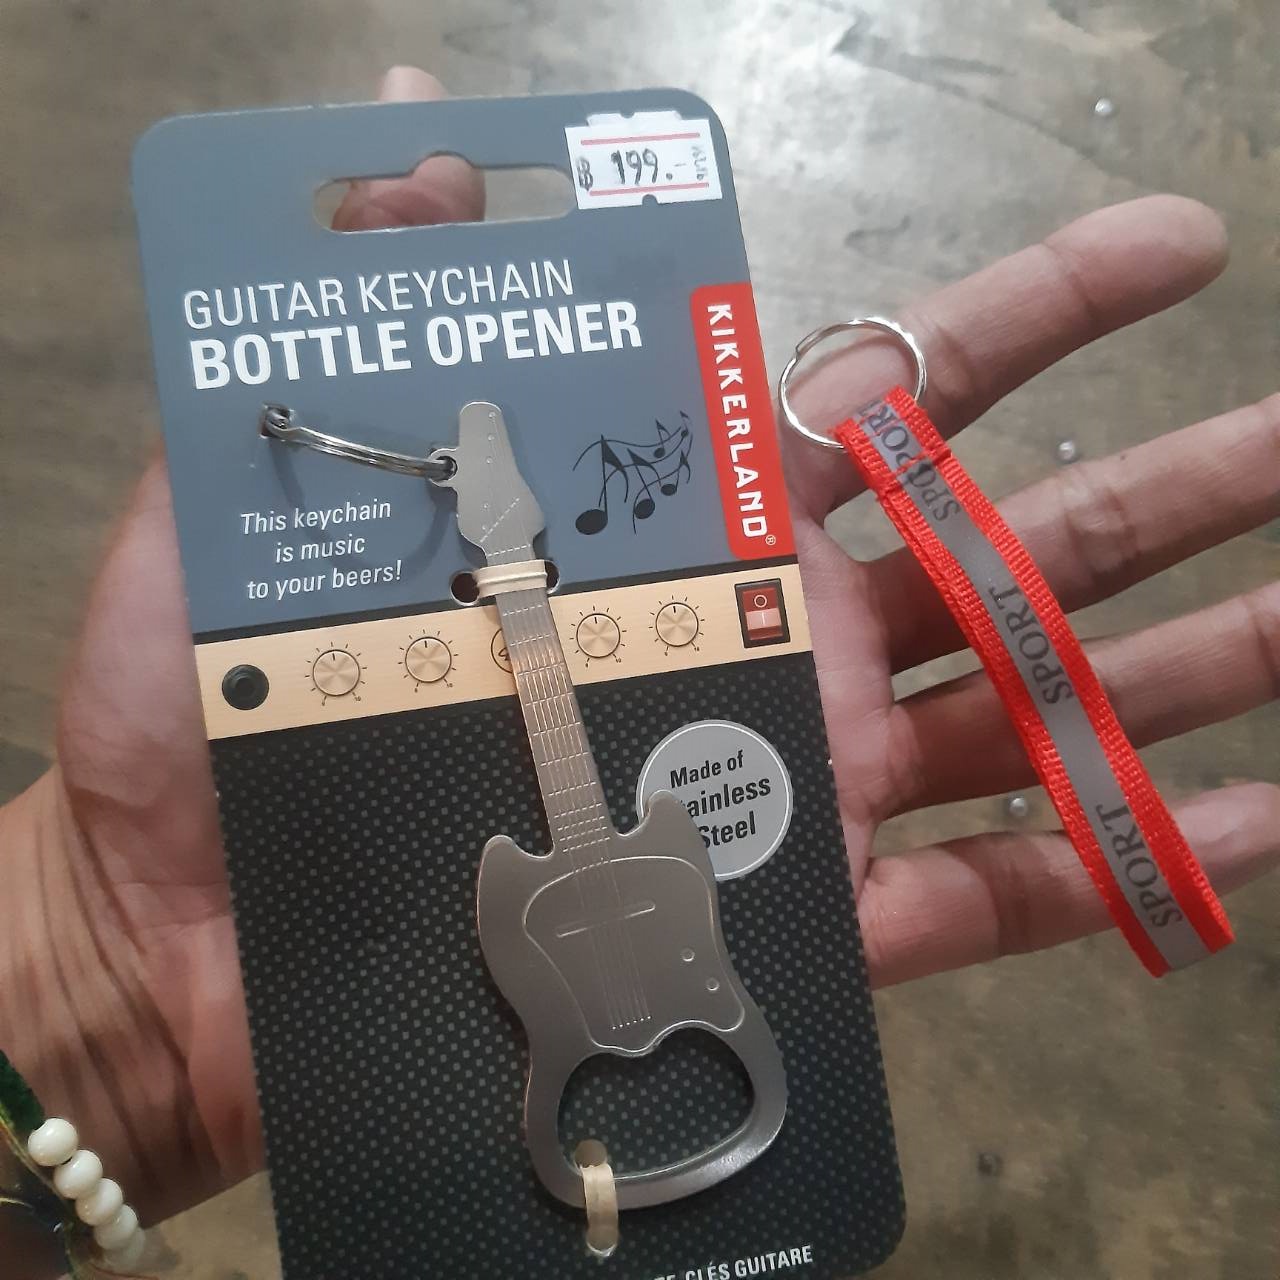 ฿ 199.-
GUITAR KEYCHAIN
BOTTLE OPENER
KIKKERLAND®
This keychain
is music
to your beers!
Made of
ainless
Steel
CLÉS GUITARE
SPORT
SPO
SPORT
SPORT